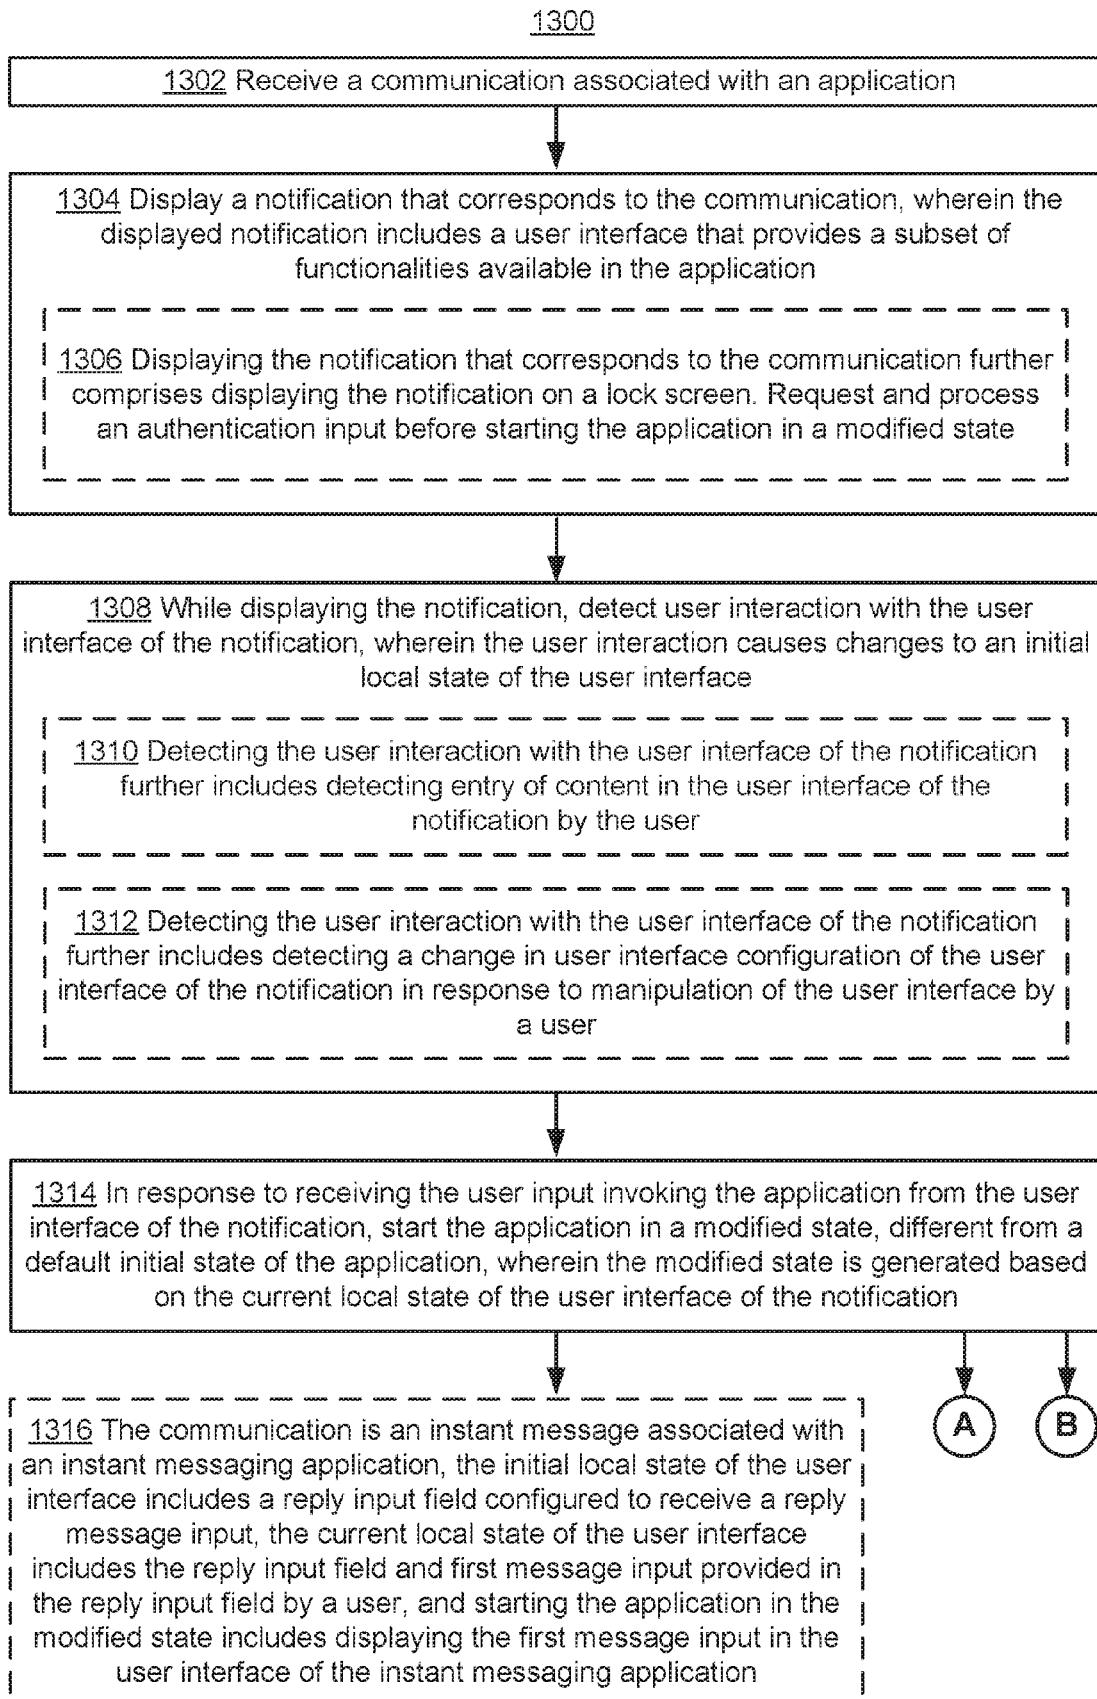 1300
1302 Receive a communication associated with an application
1304 Display a notification that corresponds to the communication, wherein the
displayed notification includes a user interface that provides a subset of
functionalities available in the application
1306 Displaying the notification that corresponds to the communication further
comprises displaying the notification on a lock screen. Request and process
an authentication input before starting the application in a modified state
1308 While displaying the notification, detect user interaction with the user
interface of the notification, wherein the user interaction causes changes to an initial
local state of the user interface
1310 Detecting the user interaction with the user interface of the notification
further includes detecting entry of content in the user interface of the
notification by the user
1312 Detecting the user interaction with the user interface of the notification
further includes detecting a change in user interface configuration of the user
interface of the notification in response to manipulation of the user interface by
a user
1314 In response to receiving the user input invoking the application from the user
interface of the notification, start the application in a modified state, different from a
default initial state of the application, wherein the modified state is generated based
on the current local state of the user interface of the notification
A
B
1316 The communication is an instant message associated with
an instant messaging application, the initial local state of the user
interface includes a reply input field configured to receive a reply
message input, the current local state of the user interface
includes the reply input field and first message input provided in
the reply input field by a user, and starting the application in the
modified state includes displaying the first message input in the
user interface of the instant messaging application